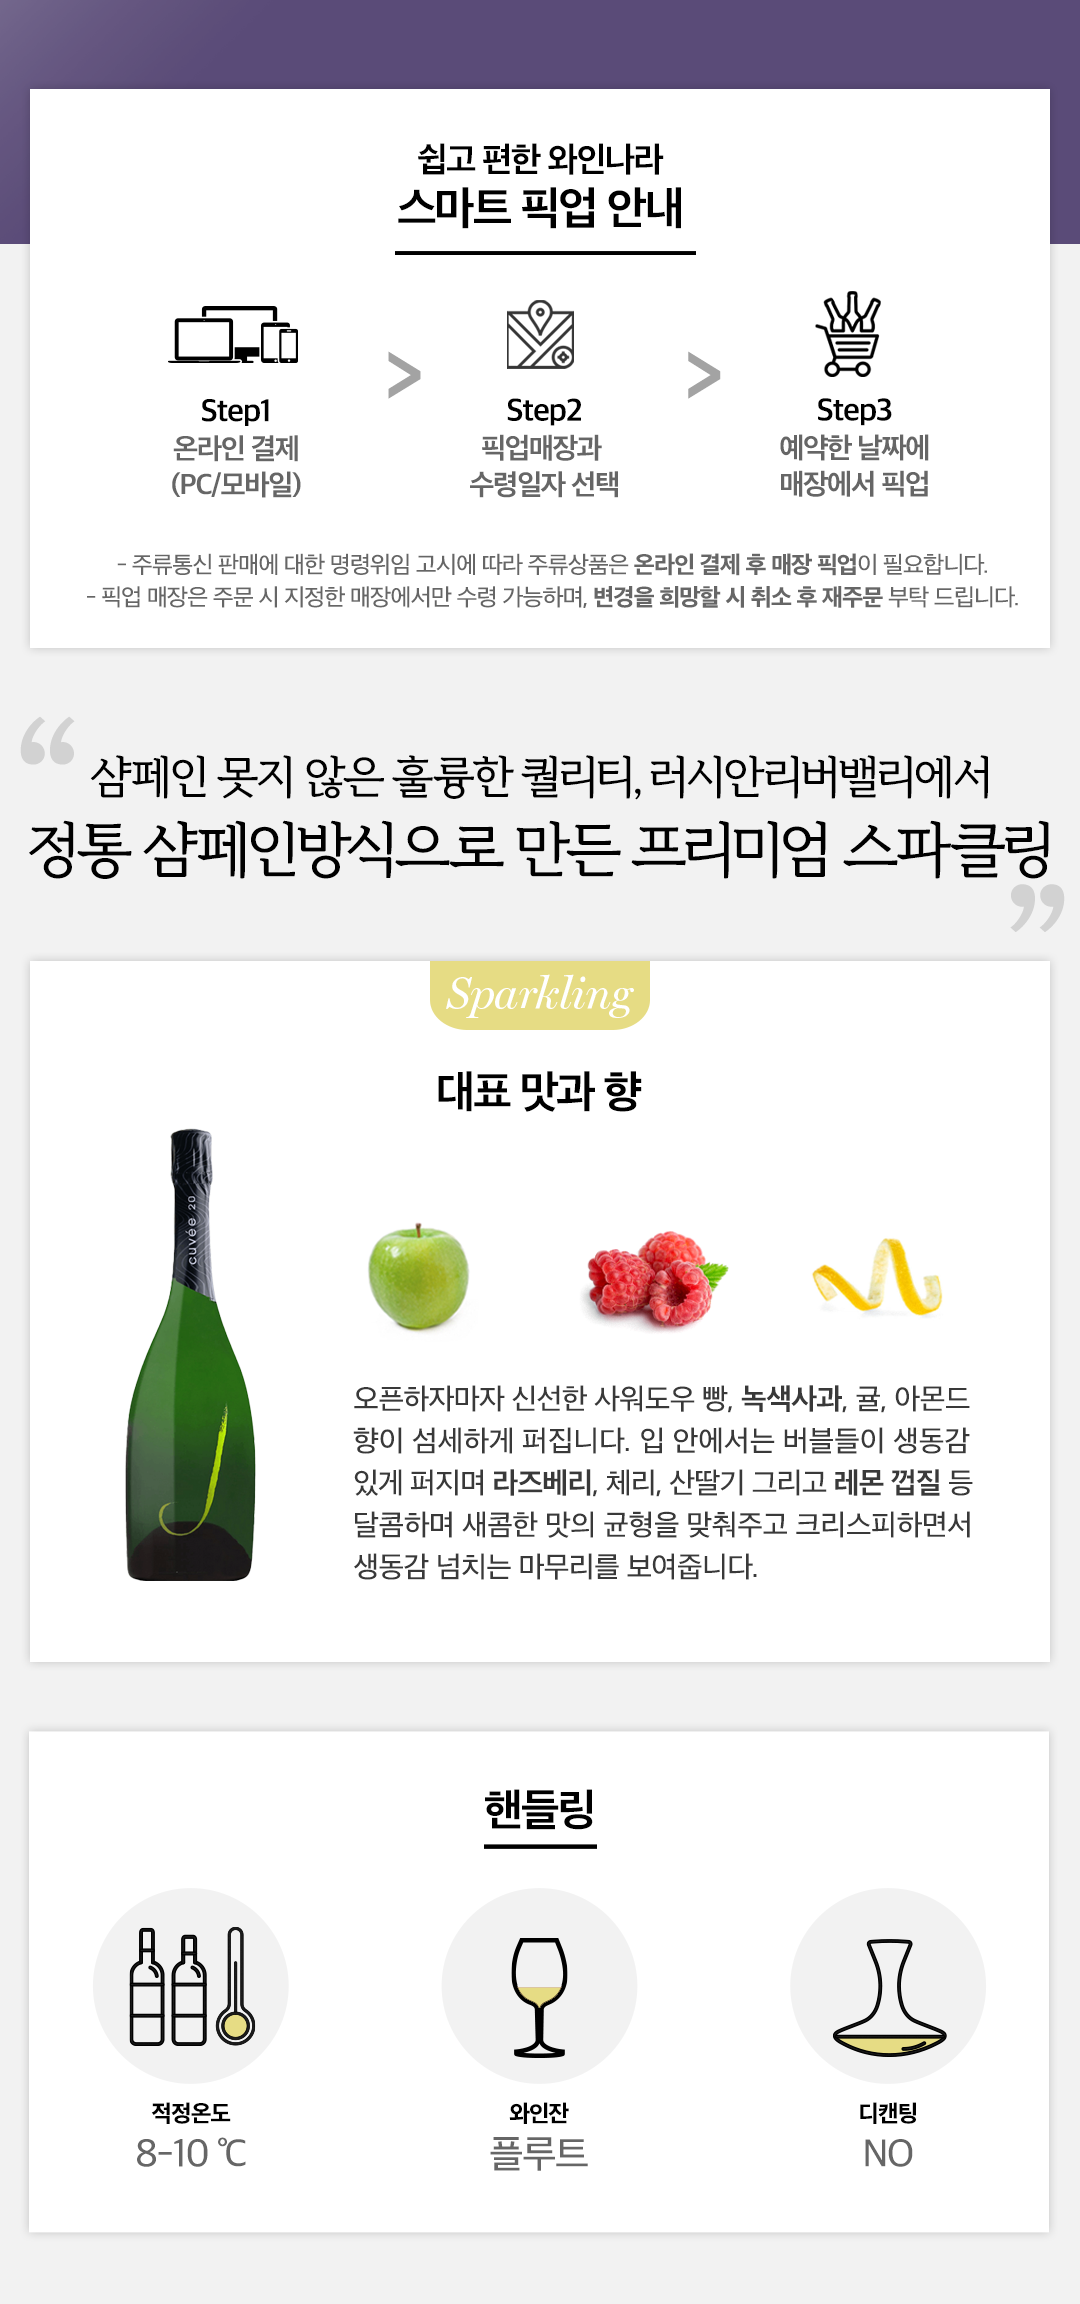 쉽고 편한 와인나라
스마트 픽업 안내
>
>
Step1
온라인 결제
(PC/모바일)
Step2
픽업매장과
수령일자 선택
Step3
예약한 날짜에
매장에서 픽업
- 주류통신 판매에 대한 명령위임 고시에 따라 주류상품은 온라인 결제 후 매장 픽업이 필요합니다.
- 픽업 매장은 주문 시 지정한 매장에서만 수령 가능하며, 변경을 희망할 시 취소 후 재주문 부탁 드립니다.
“
샴페인 못지 않은 훌륭한 퀄리티, 러시안리버밸리에서
정통 샴페인방식으로 만든 프리미엄 스파클링
”
Sparkling
대표 맛과 향
cuvée 20
J
오픈하자마자 신선한 사워도우 빵, 녹색사과, 귤, 아몬드
향이 섬세하게 퍼집니다. 입 안에서는 버블들이 생동감
있게 퍼지며 라즈베리, 체리, 산딸기 그리고 레몬 껍질 등
달콤하며 새콤한 맛의 균형을 맞춰주고 크리스피하면서
생동감 넘치는 마무리를 보여줍니다.
핸들링
적정온도
8-10 ℃
와인잔
플루트
디캔팅
NO